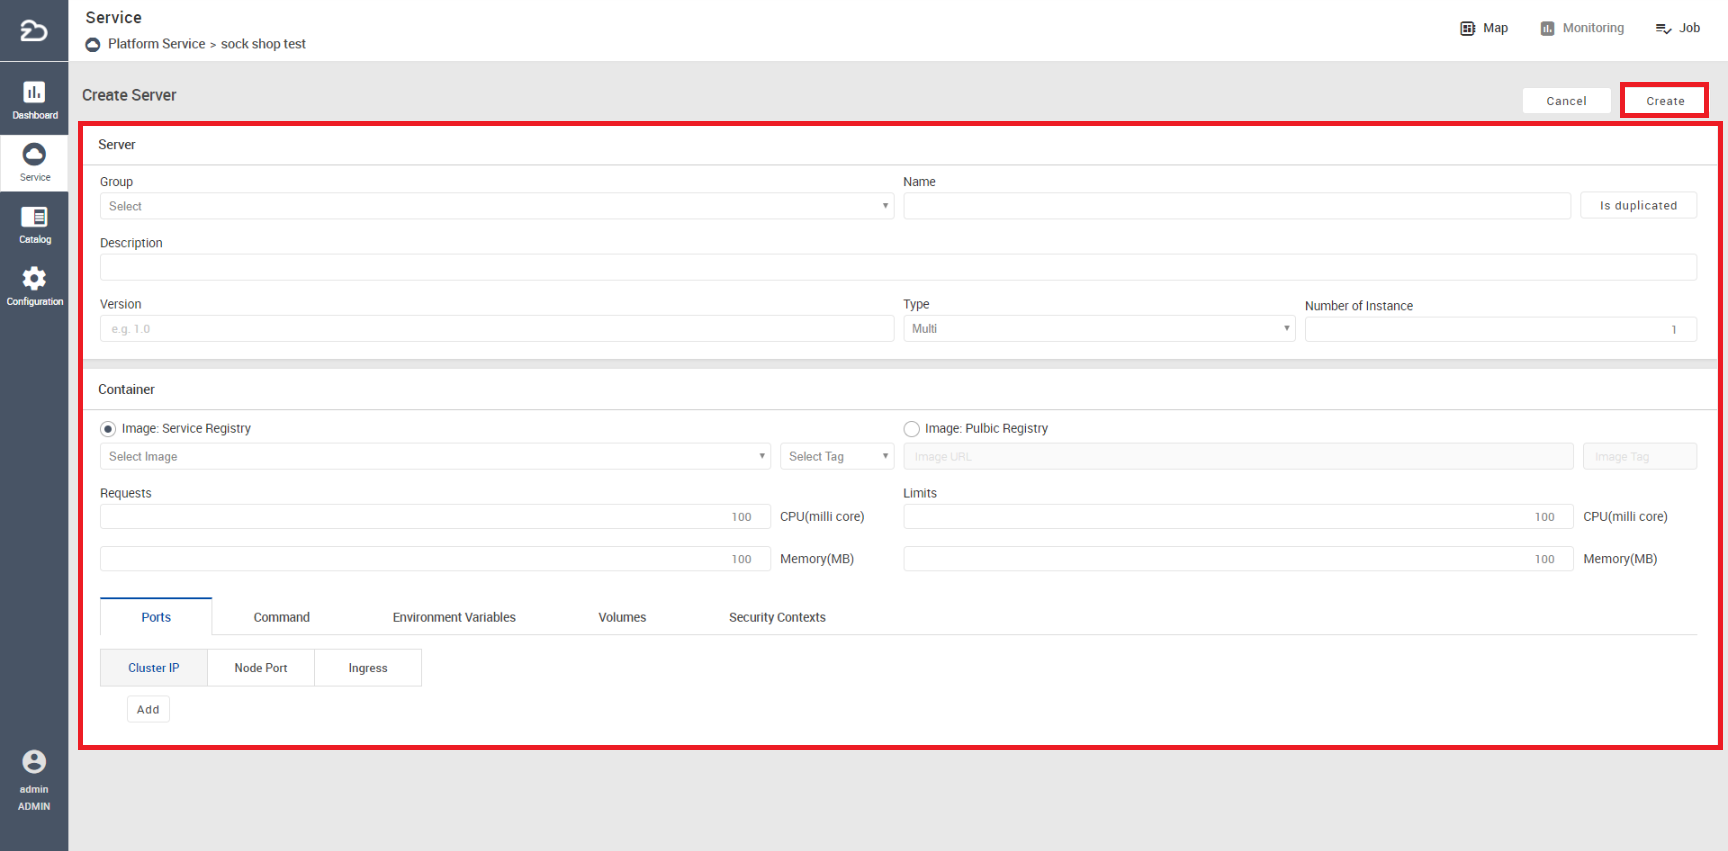 Service
Platform Service > sock shop test
Map
Monitoring
Job
Dashboard
Service
Catalog
Configuration
admin
ADMIN
Create Server
Cancel
Create
Server
Group
Name
Select
Is duplicated
Description
Version
Type
Number of Instance
e.g. 1.0
Multi
1
Container
Image: Service Registry
Image: Pulbic Registry
Select Image
Select Tag
Image URL
Image Tag
Requests
Limits
100 CPU(milli core)
100 CPU(milli core)
100 Memory(MB)
100 Memory(MB)
Ports
Command
Environment Variables
Volumes
Security Contexts
Cluster IP
Node Port
Ingress
Add